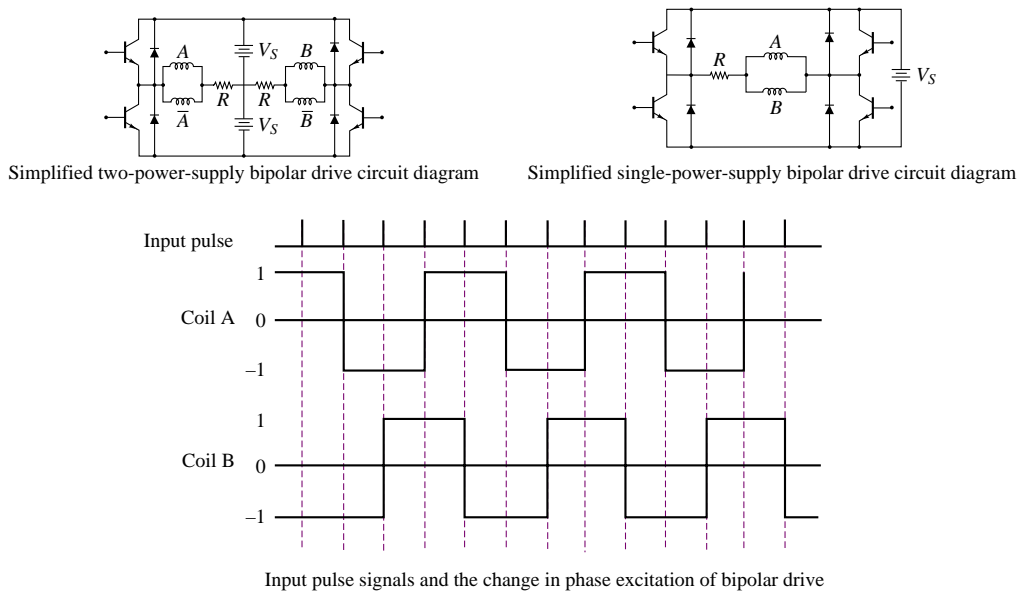 A
B
V_S
R
R
A̅
B̅
V_S
Simplified two-power-supply bipolar drive circuit diagram
A
R
B
V_S
Simplified single-power-supply bipolar drive circuit diagram
Input pulse
1
Coil A 0
–1
1
Coil B 0
–1
Input pulse signals and the change in phase excitation of bipolar drive